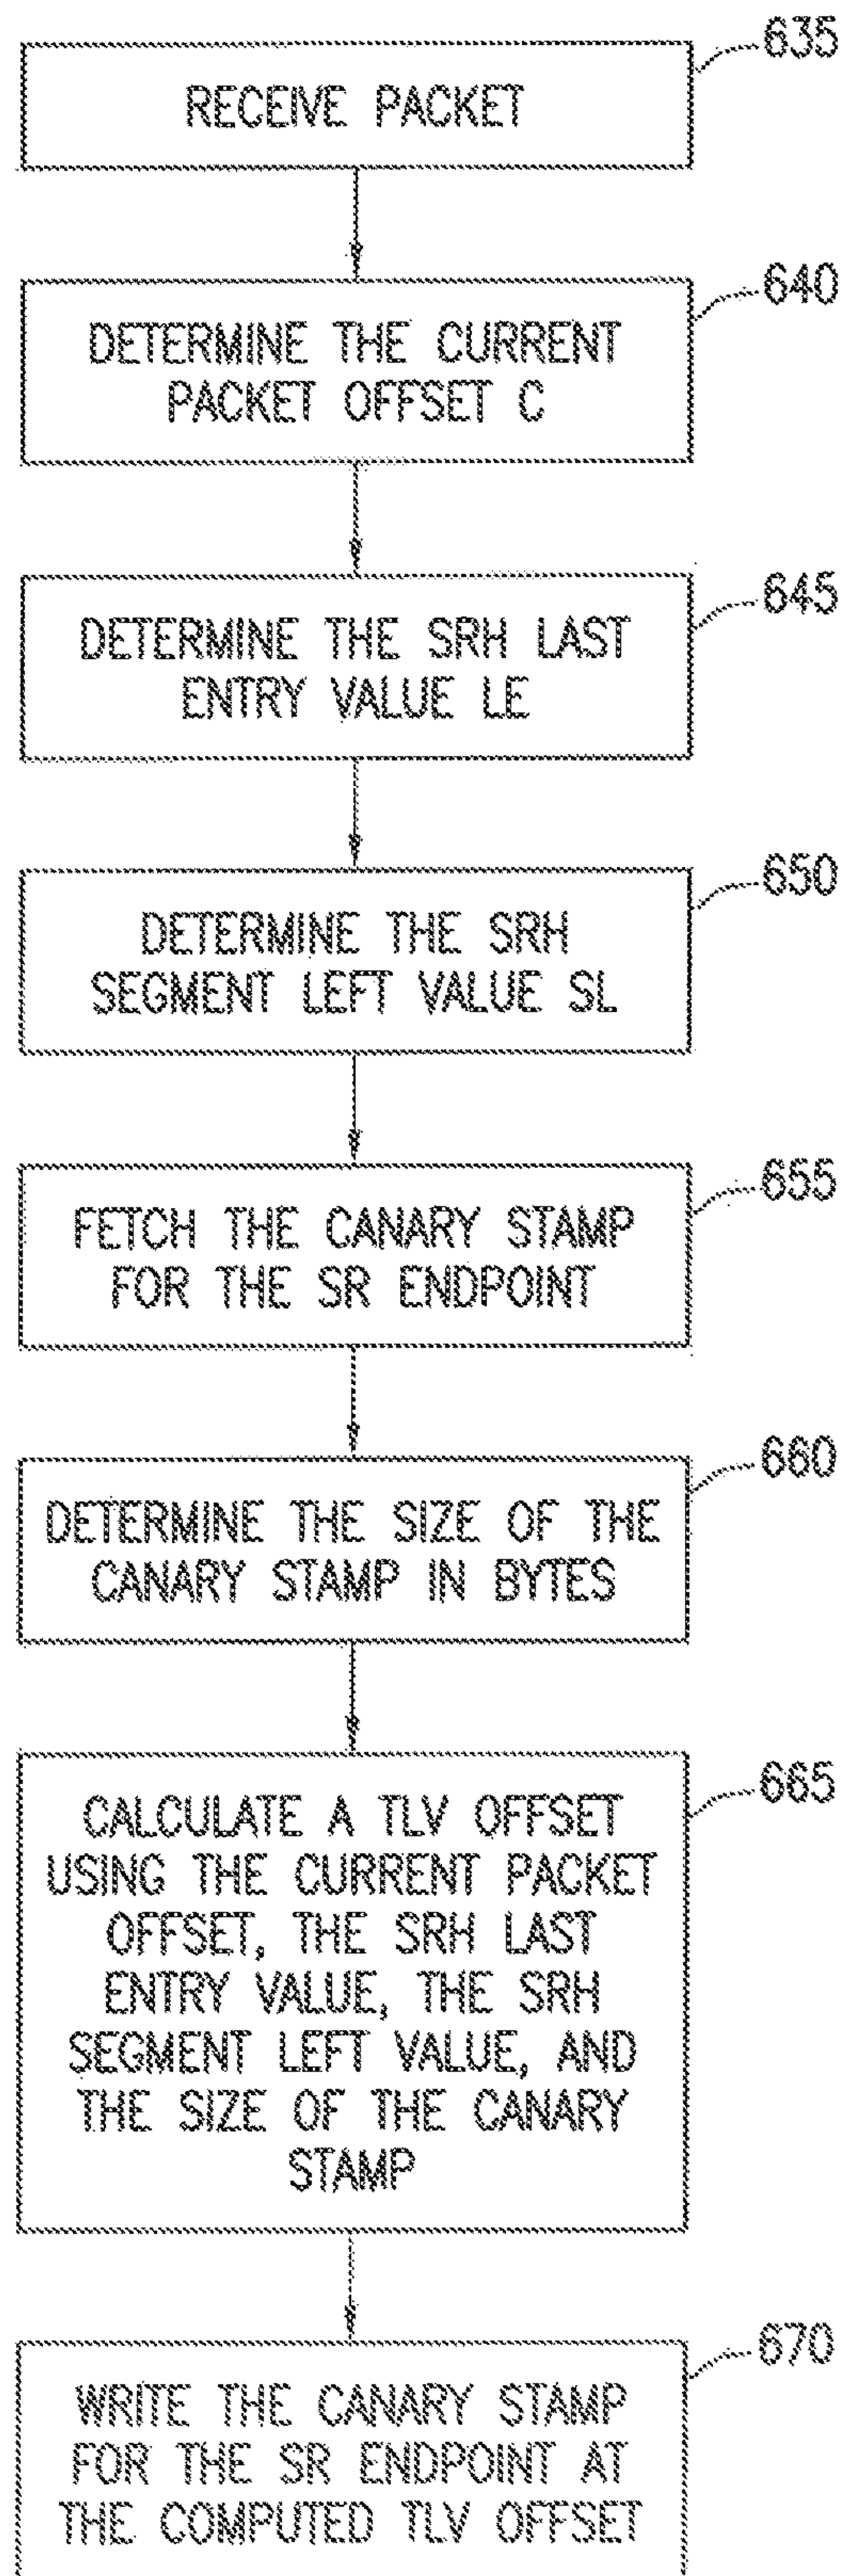 635
RECEIVE PACKET
640
DETERMINE THE CURRENT
PACKET OFFSET C
645
DETERMINE THE SRH LAST
ENTRY VALUE LE
650
DETERMINE THE SRH
SEGMENT LEFT VALUE SL
655
FETCH THE CANARY STAMP
FOR THE SR ENDPOINT
660
DETERMINE THE SIZE OF THE
CANARY STAMP IN BYTES
665
CALCULATE A TLV OFFSET
USING THE CURRENT PACKET
OFFSET, THE SRH LAST
ENTRY VALUE, THE SRH
SEGMENT LEFT VALUE, AND
THE SIZE OF THE CANARY
STAMP
670
WRITE THE CANARY STAMP
FOR THE SR ENDPOINT AT
THE COMPUTED TLV OFFSET